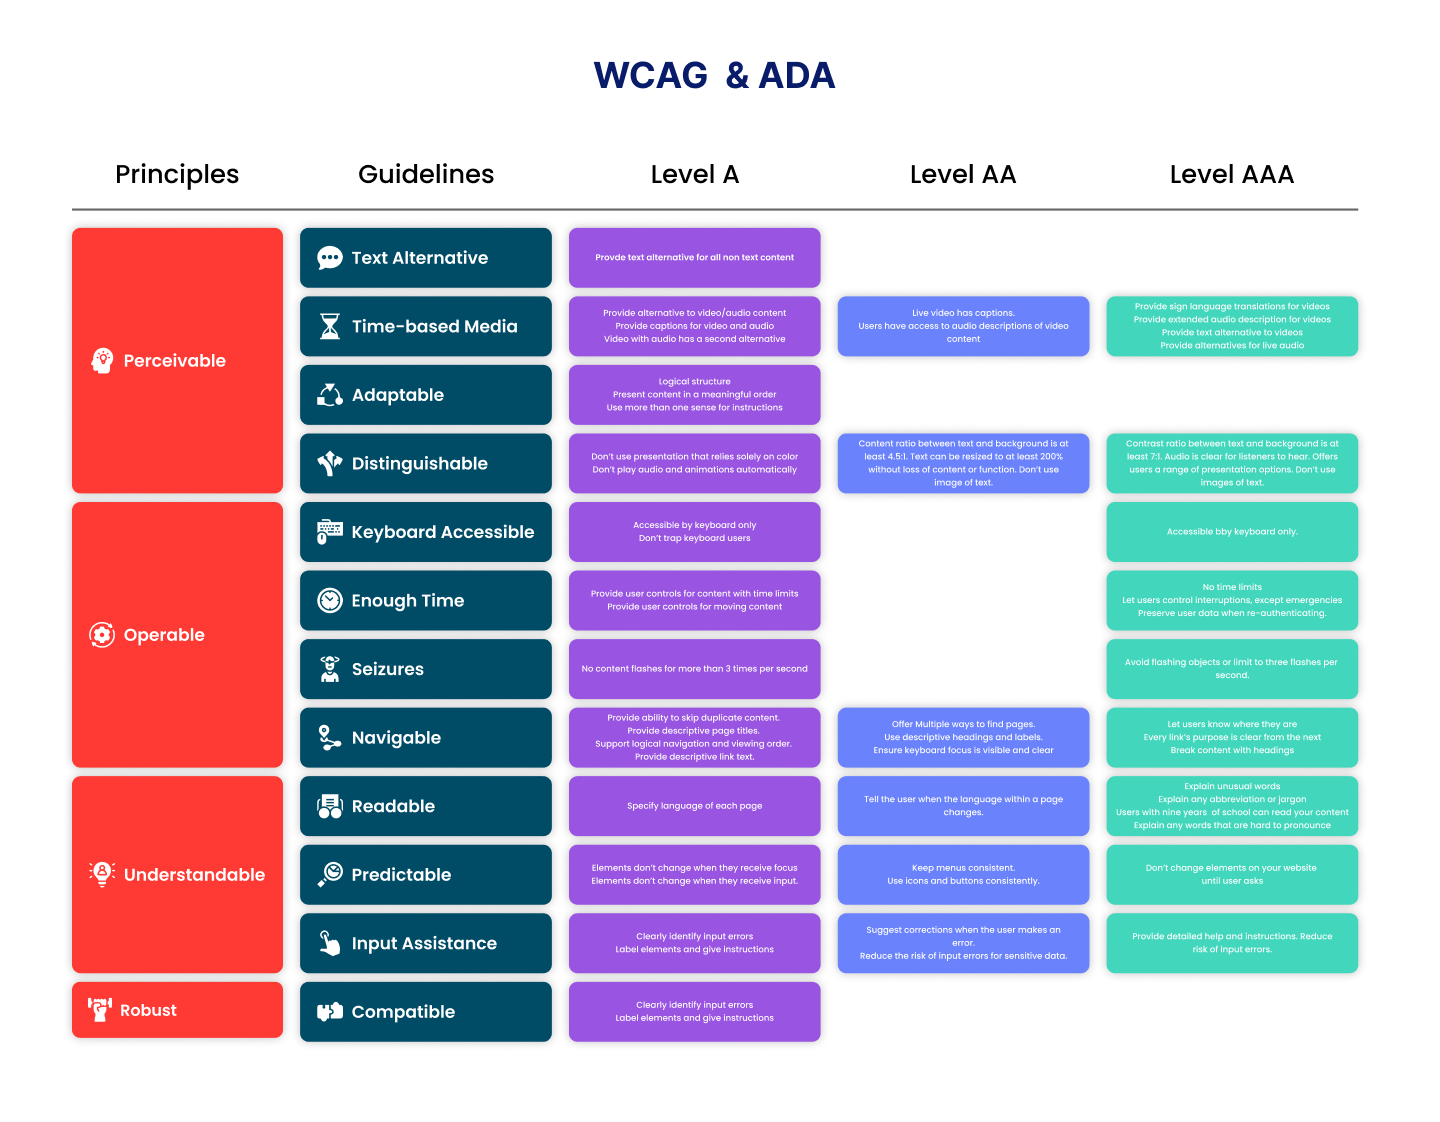 WCAG & ADA
Principles
Guidelines
Level A
Level AA
Level AAA
Perceivable
Text Alternative
Provde text alternative for all non text content
Time-based Media
Provide alternative to video/audio content
Provide captions for video and audio
Video with audio has a second alternative
Live video has captions.
Users have access to audio descriptions of video
content
Provide sign language translations for videos
Provide extended audio description for videos
Provide text alternative to videos
Provide alternatives for live audio
Adaptable
Logical structure
Present content in a meaningful order
Use more than one sense for instructions
Distinguishable
Don't use presentation that relies solely on color
Don't play audio and animations automatically
Content ratio between text and background is at
least 4.5:1. Text can be resized to at least 200%
without loss of content or function. Don't use
image of text.
Contrast ratio between text and background is at
least 7:1. Audio is clear for listeners to hear. Offers
users a range of presentation options. Don't use
images of text.
Operable
Keyboard Accessible
Accessible by keyboard only
Don't trap keyboard users
Accessible bby keyboard only.
Enough Time
Provide user controls for content with time limits
Provide user controls for moving content
No time limits
Let users control interruptions, except emergencies
Preserve user data when re-authenticating.
Seizures
No content flashes for more than 3 times per second
Avoid flashing objects or limit to three flashes per
second.
Navigable
Provide ability to skip duplicate content.
Provide descriptive page titles.
Support logical navigation and viewing order.
Provide descriptive link text.
Offer Multiple ways to find pages.
Use descriptive headings and labels.
Ensure keyboard focus is visible and clear
Let users know where they are
Every link's purpose is clear from the next
Break content with headings
Understandable
Readable
Specify language of each page
Tell the user when the language within a page
changes.
Explain unusual words
Explain any abbreviation or jargon
Users with nine years of school can read your content
Explain any words that are hard to pronounce
Predictable
Elements don't change when they receive focus
Elements don't change when they receive input.
Keep menus consistent.
Use icons and buttons consistently.
Don't change elements on your website
until user asks
Input Assistance
Clearly identify input errors
Label elements and give instructions
Suggest corrections when the user makes an
error.
Reduce the risk of input errors for sensitive data.
Provide detailed help and instructions. Reduce
risk of input errors.
Robust
Compatible
Clearly identify input errors
Label elements and give instructions